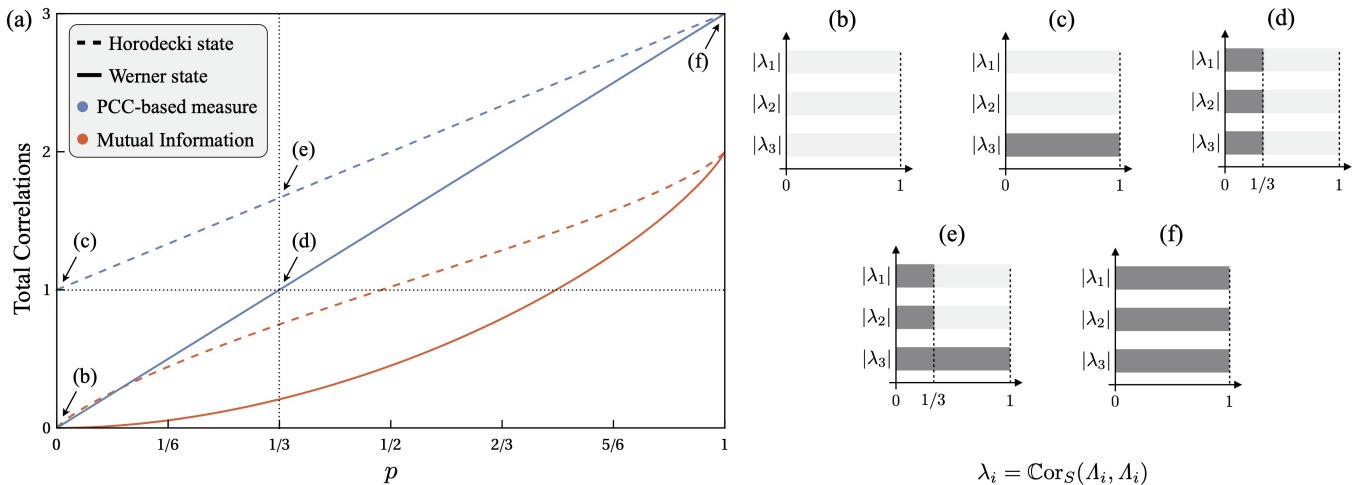 (a)
Total Correlations
3
2
1
0
Horodecki state
Werner state
PCC-based measure
Mutual Information
(f)
(e)
(c)
(d)
(b)
0 1/6 1/3 1/2 2/3 5/6 1
p
(b)
|λ₁|
|λ₂|
|λ₃|
0 1
(c)
|λ₁|
|λ₂|
|λ₃|
0 1
(d)
|λ₁|
|λ₂|
|λ₃|
0 1/3 1
(e)
|λ₁|
|λ₂|
|λ₃|
0 1/3 1
(f)
|λ₁|
|λ₂|
|λ₃|
0 1
λᵢ = ℂor_S(Λᵢ, Λᵢ)